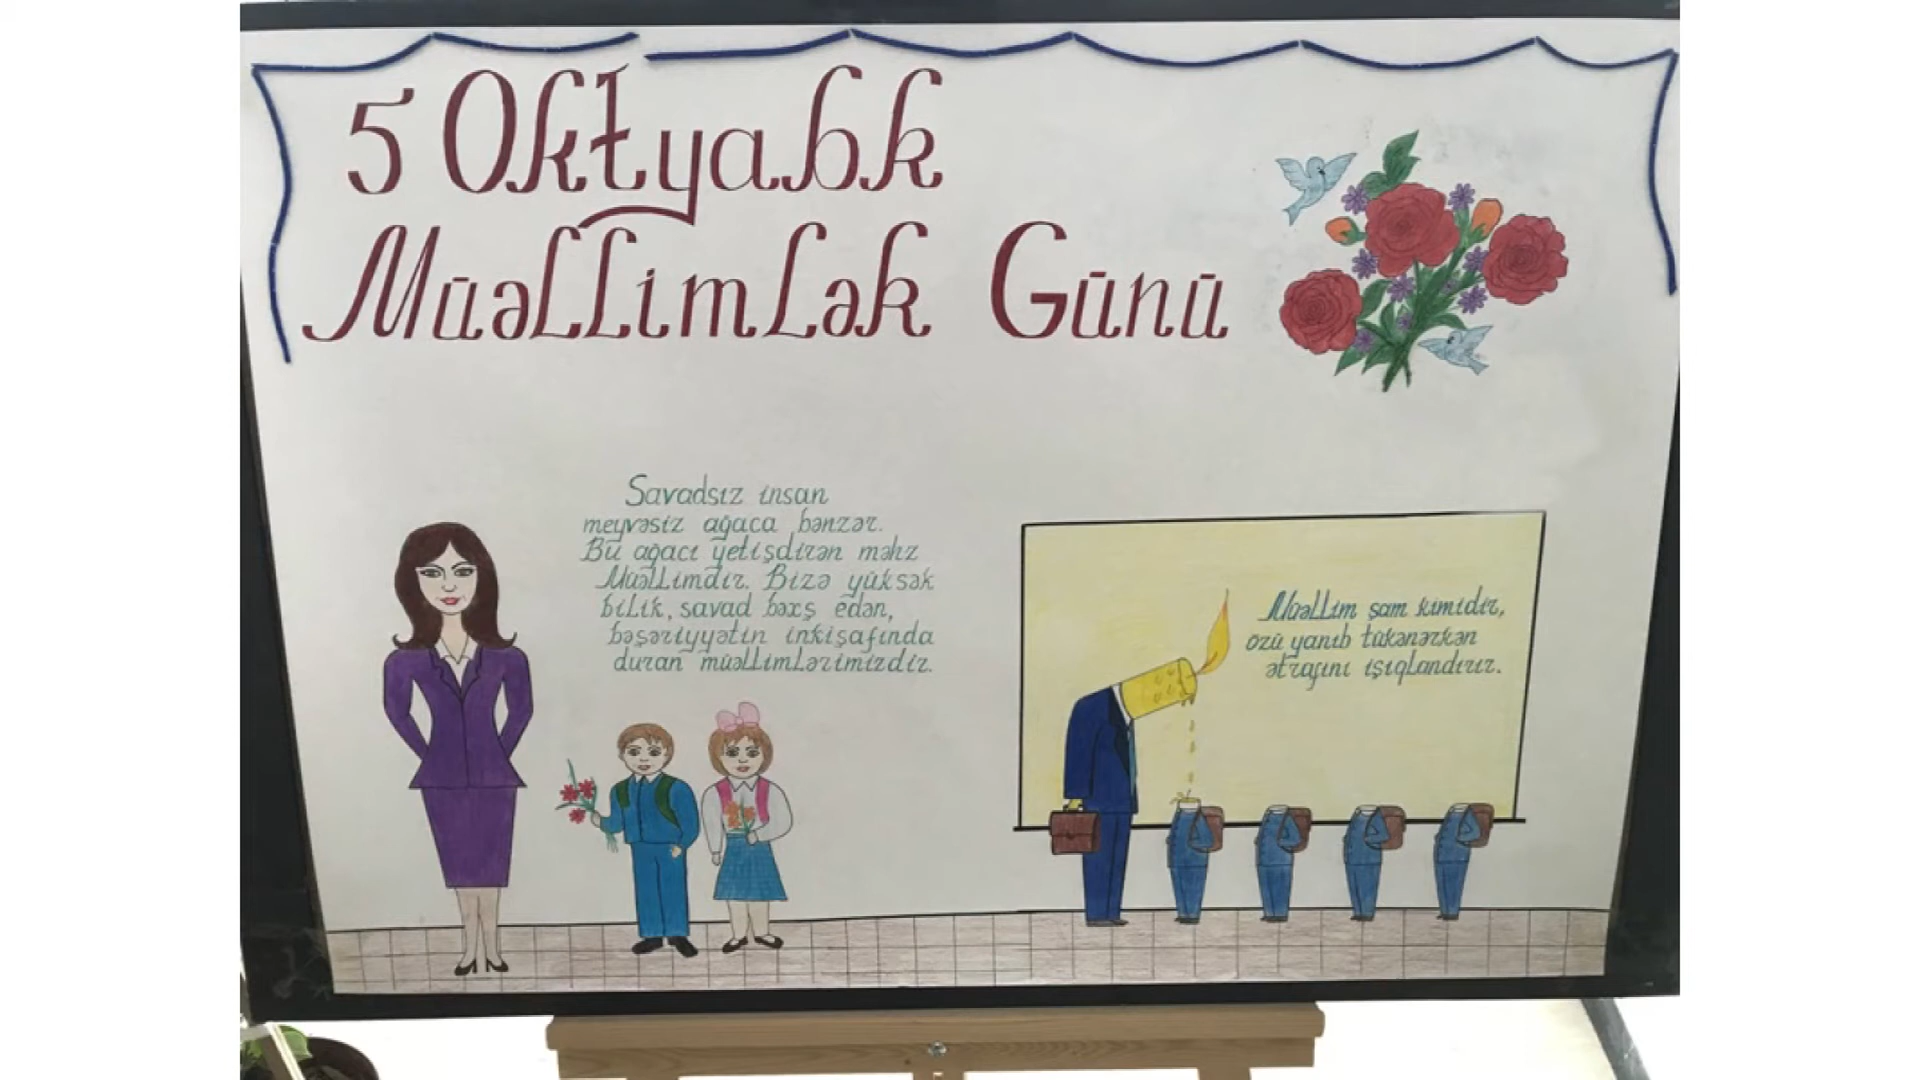 5 Oktyabr
Müəllimlər Günü
Savadsız insan
meyvəsiz ağaca bənzər.
Bu ağacı yetişdirən məhz
Müəllimdir. Bizə yüksək
bilik, savad bəxş edən,
bəşəriyyətin inkişafında
duran müəllimlərimizdir.
Müəllim şam kimidir,
özü yanıb tükənərkən
ətrafını işıqlandırır.